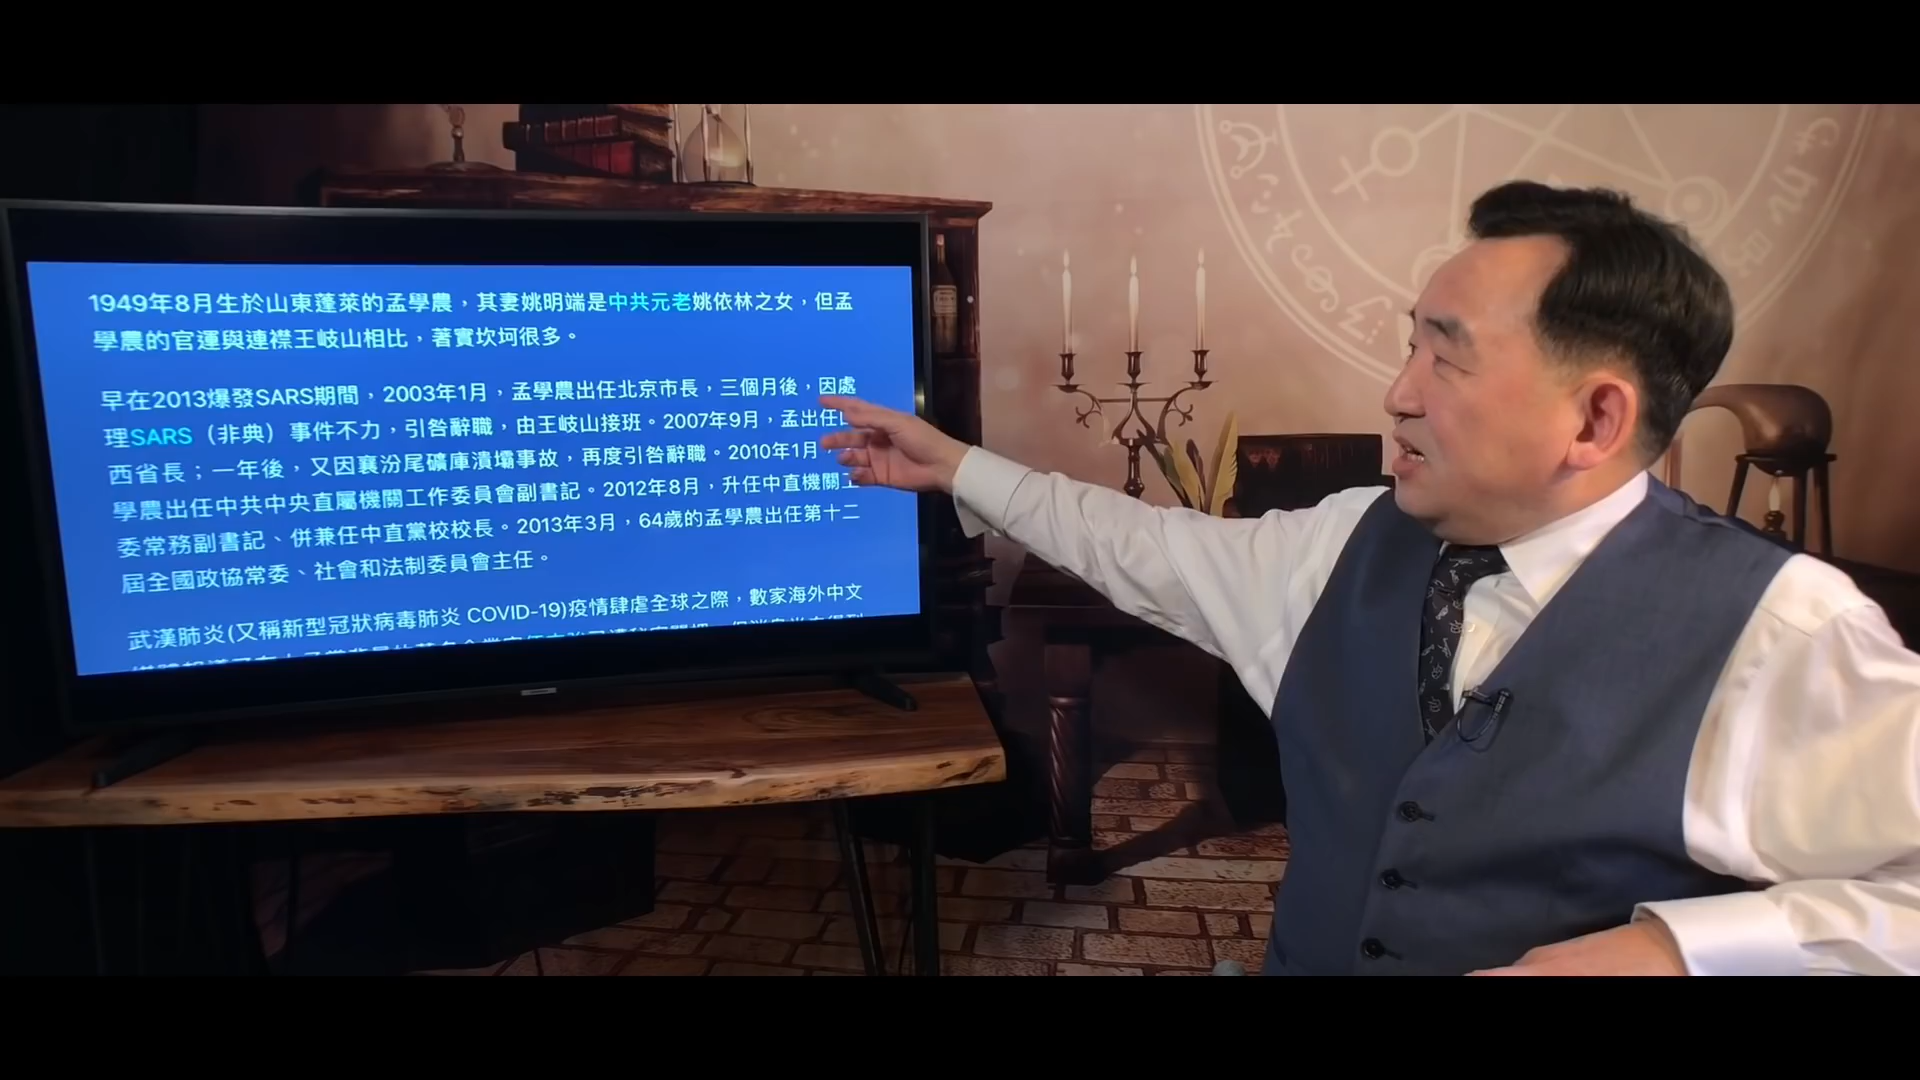 1949年8月生於山東蓬萊的孟學農，其妻姚明端是中共元老姚依林之女，但孟
學農的官運與連襟王岐山相比，著實坎坷很多。
早在2013爆發SARS期間，2003年1月，孟學農出任北京市長，三個月後，因處
理SARS（非典）事件不力，引咎辭職，由王岐山接班。2007年9月，孟出任
西省長；一年後，又因襄汾尾礦庫潰壩事故，再度引咎辭職。2010年1月
學農出任中共中央直屬機關工作委員會副書記。2012年8月，升任中直機關工
委常務副書記、併兼任中直黨校校長。2013年3月，64歲的孟學農出任第十二
屆全國政協常委、社會和法制委員會主任。
武漢肺炎(又稱新型冠狀病毒肺炎 COVID-19)疫情肆虐全球之際，數家海外中文